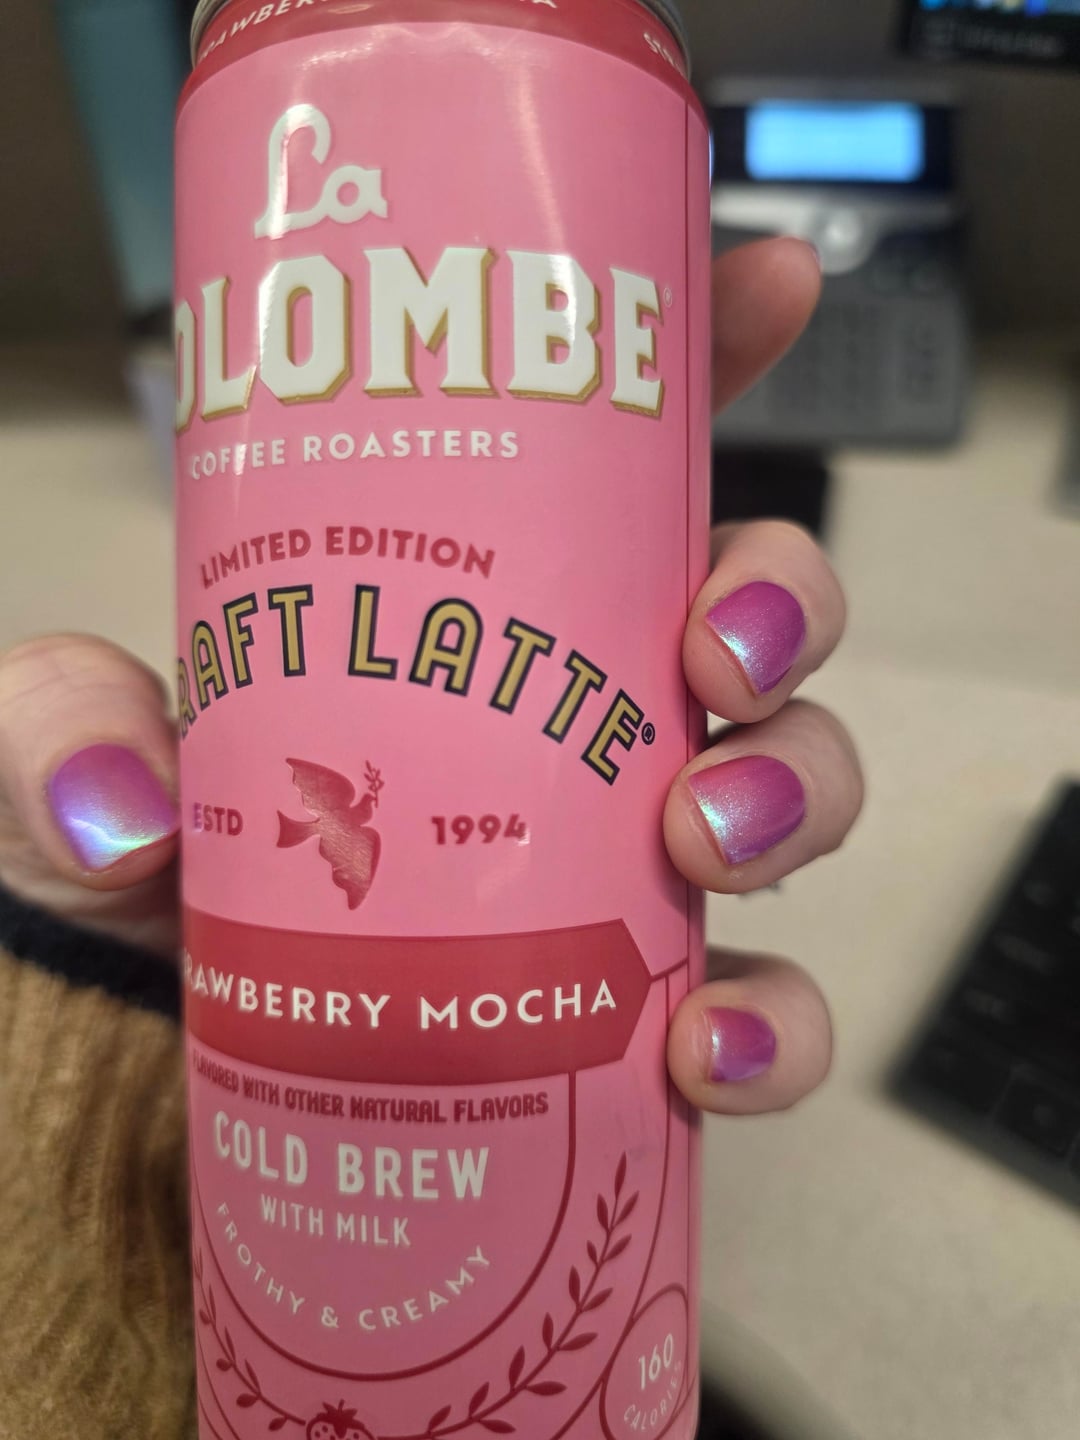 La
OLOMBE®
COFFEE ROASTERS
LIMITED EDITION
RAFT LATTE®
ESTD 1994
RAWBERRY MOCHA
FLAVORED WITH OTHER NATURAL FLAVORS
COLD BREW
WITH MILK
FROTHY & CREAMY
160
CALORIES